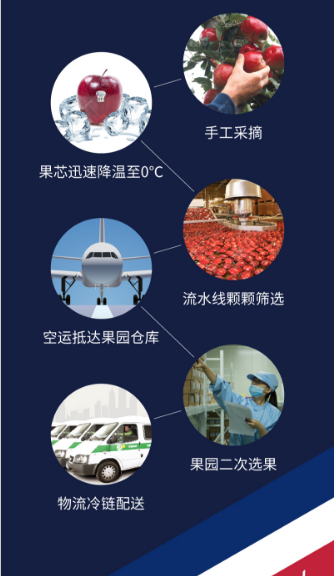 手工采摘
果芯迅速降温至0℃
流水线颗颗筛选
空运抵达果园仓库
果园二次选果
物流冷链配送